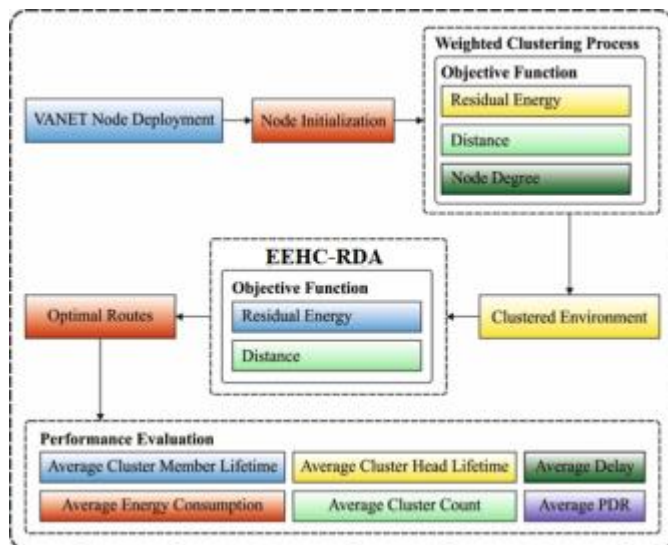 Weighted Clustering Process
Objective Function
Residual Energy
VANET Node Deployment
Node Initialization
Distance
Node Degree
EEHC-RDA
Objective Function
Residual Energy
Distance
Optimal Routes
Clustered Environment
Performance Evaluation
Average Cluster Member Lifetime
Average Cluster Head Lifetime
Average Delay
Average Energy Consumption
Average Cluster Count
Average PDR